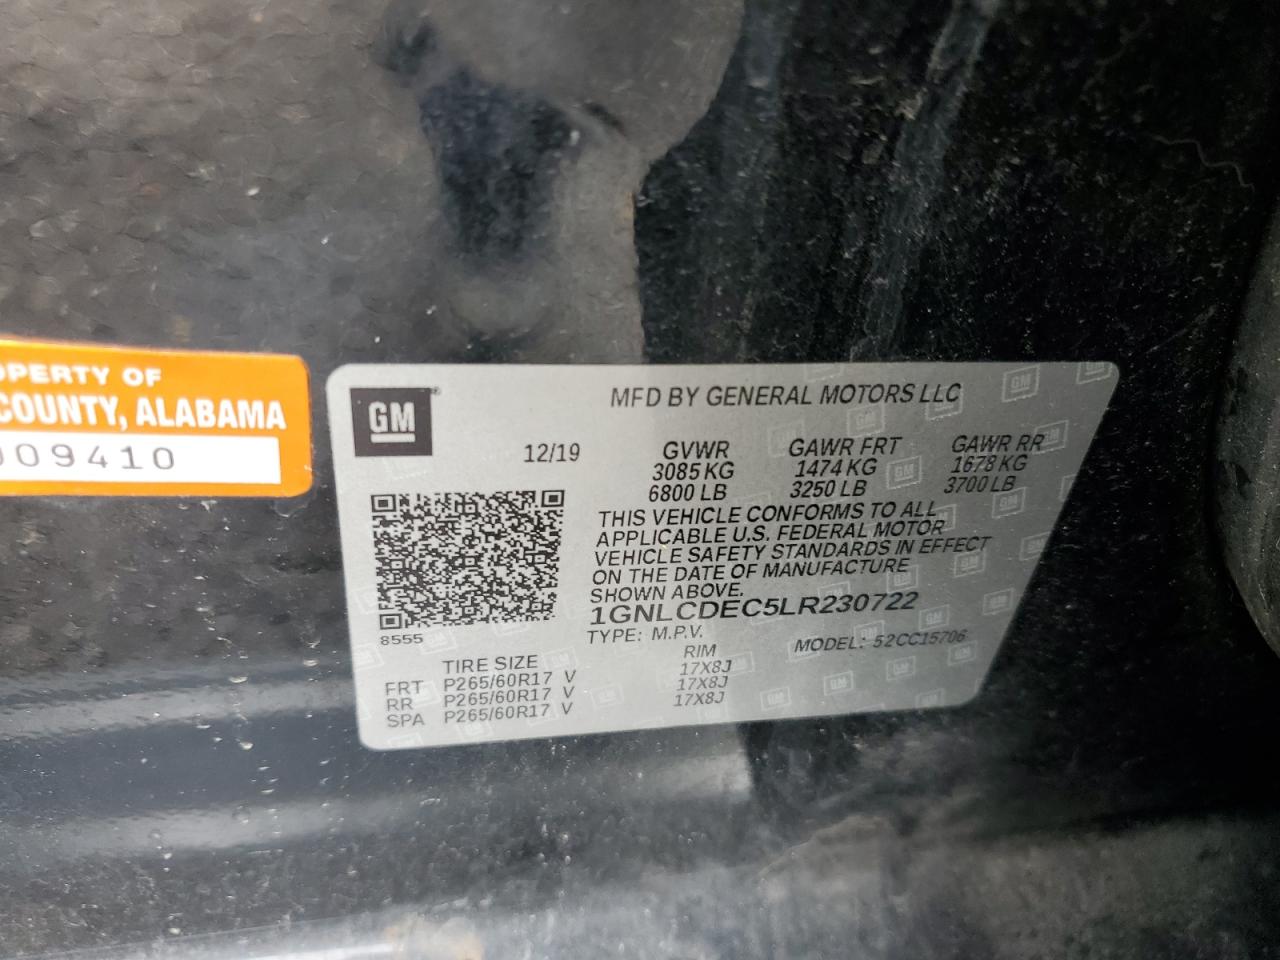 OPERTY OF
COUNTY, ALABAMA
09410
GM
MFD BY GENERAL MOTORS LLC
12/19 GVWR GAWR FRT GAWR RR
3085 KG 1474 KG 1678 KG
6800 LB 3250 LB 3700 LB
THIS VEHICLE CONFORMS TO ALL
APPLICABLE U.S. FEDERAL MOTOR
VEHICLE SAFETY STANDARDS IN EFFECT
ON THE DATE OF MANUFACTURE
SHOWN ABOVE.
1GNLCDEC5LR230722
8555
TYPE: M.P.V. MODEL: 52CC15706
TIRE SIZE RIM
FRT P265/60R17 V 17X8J
RR P265/60R17 V 17X8J
SPA P265/60R17 V 17X8J